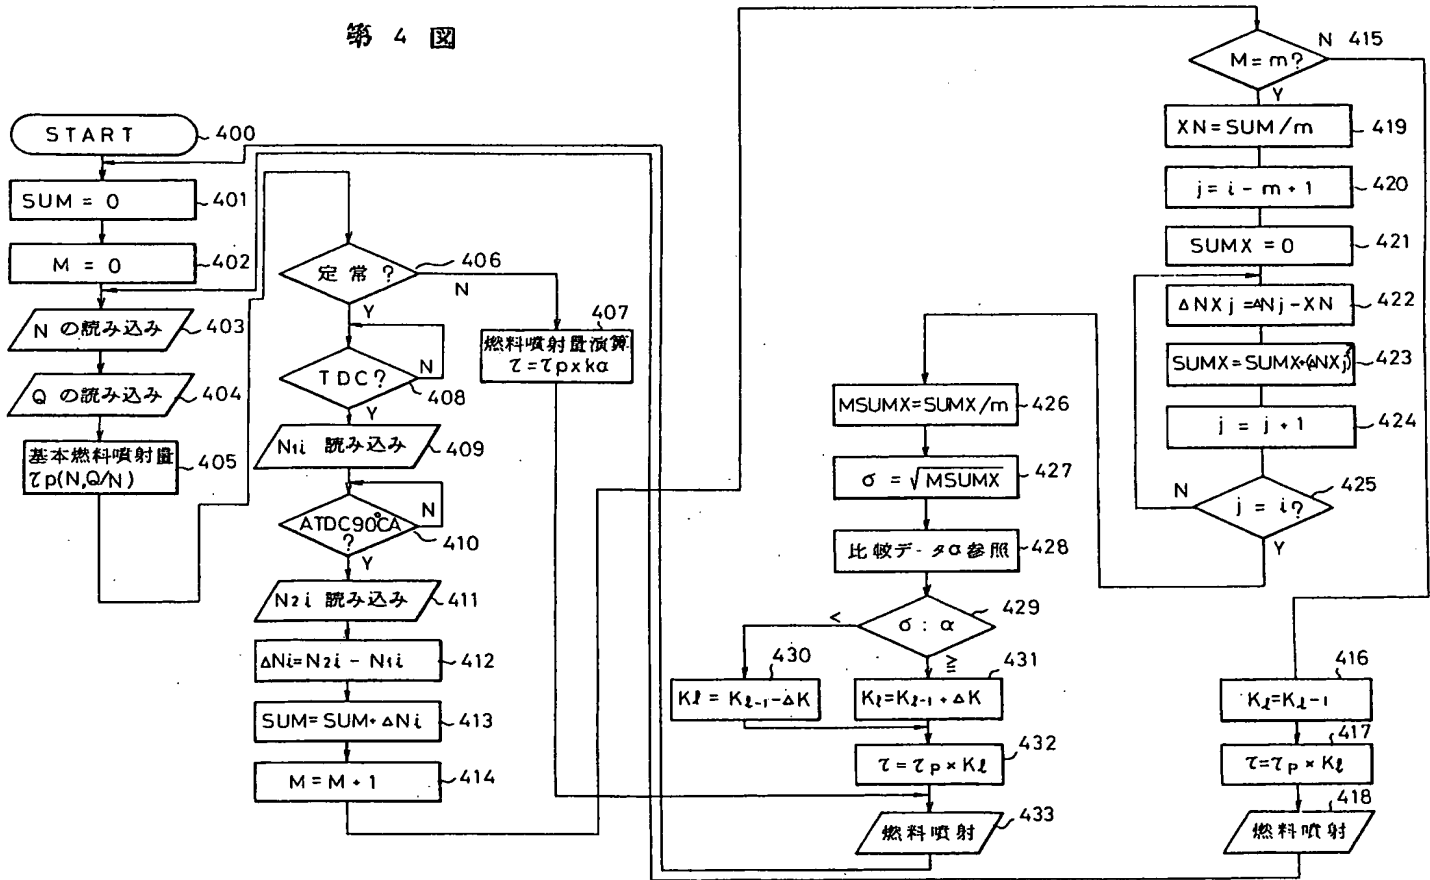 第 4 図
START
400
SUM = 0
401
M = 0
402
N の読み込み
403
Q の読み込み
404
基本燃料噴射量
τp(N,Q/N)
405
定常？
406
N
Y
燃料噴射量演算
τ=τp×kα
407
TDC？
408
N
Y
N1i 読み込み
409
ATDC90°CA
？
410
N
Y
N2i 読み込み
411
ΔNi=N2i - N1i
412
SUM=SUM+ΔNi
413
M = M + 1
414
M = m？
N
415
Y
XN=SUM/m
419
j = i - m + 1
420
SUMX = 0
421
ΔNXj=ΔNj-XN
422
SUMX=SUMX+(ΔNXj)²
423
j = j + 1
424
j = i？
425
N
Y
MSUMX=SUMX/m
426
σ = √MSUMX
427
比較データα参照
428
σ : α
429
<
≧
430
Kℓ = Kℓ-1-ΔK
431
Kℓ=Kℓ-1+ΔK
τ=τp×Kℓ
432
燃料噴射
433
416
Kℓ=Kℓ-1
417
τ=τp×Kℓ
418
燃料噴射